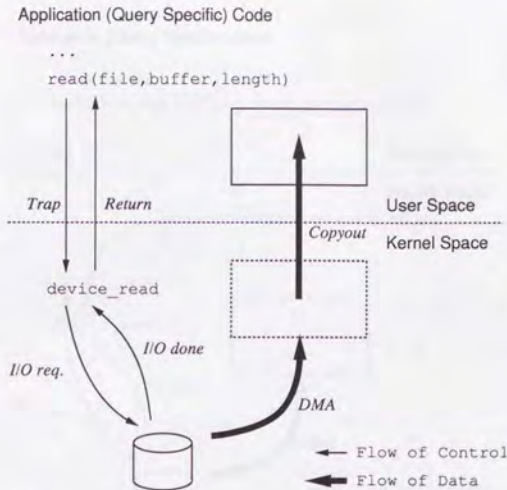 Application (Query Specific) Code
...
read(file,buffer,length)
Trap
Return
User Space
Copyout
Kernel Space
device_read
I/O done
I/O req.
DMA
Flow of Control
Flow of Data